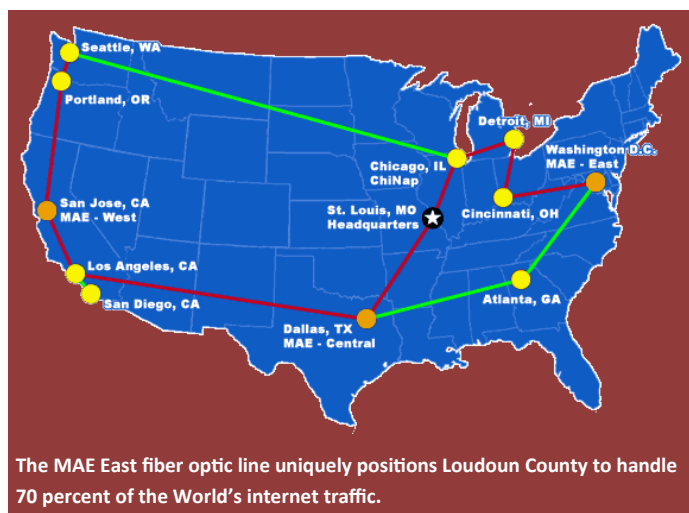 Seattle, WA
Portland, OR
Detroit, MI
Washington D.C.
MAE - East
Chicago, IL
ChiNap
San Jose, CA
MAE - West
St. Louis, MO
Headquarters
Cincinnati, OH
Los Angeles, CA
San Diego, CA
Atlanta, GA
Dallas, TX
MAE - Central
The MAE East fiber optic line uniquely positions Loudoun County to handle
70 percent of the World's internet traffic.